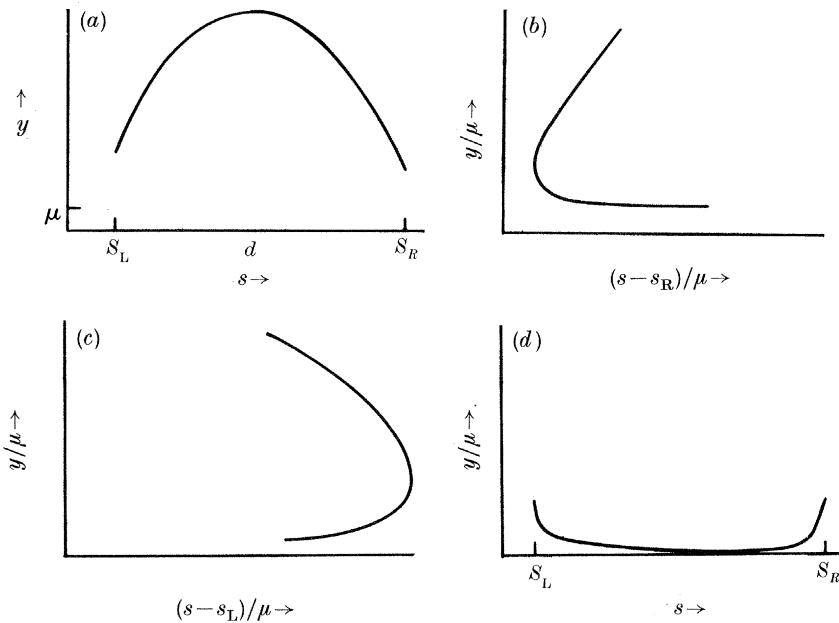 (a)
y →
μ
S_L d S_R
s→
(b)
y/μ→
(s−s_R)/μ→
(c)
y/μ→
(s−s_L)/μ→
(d)
y/μ→
S_L S_R
s→